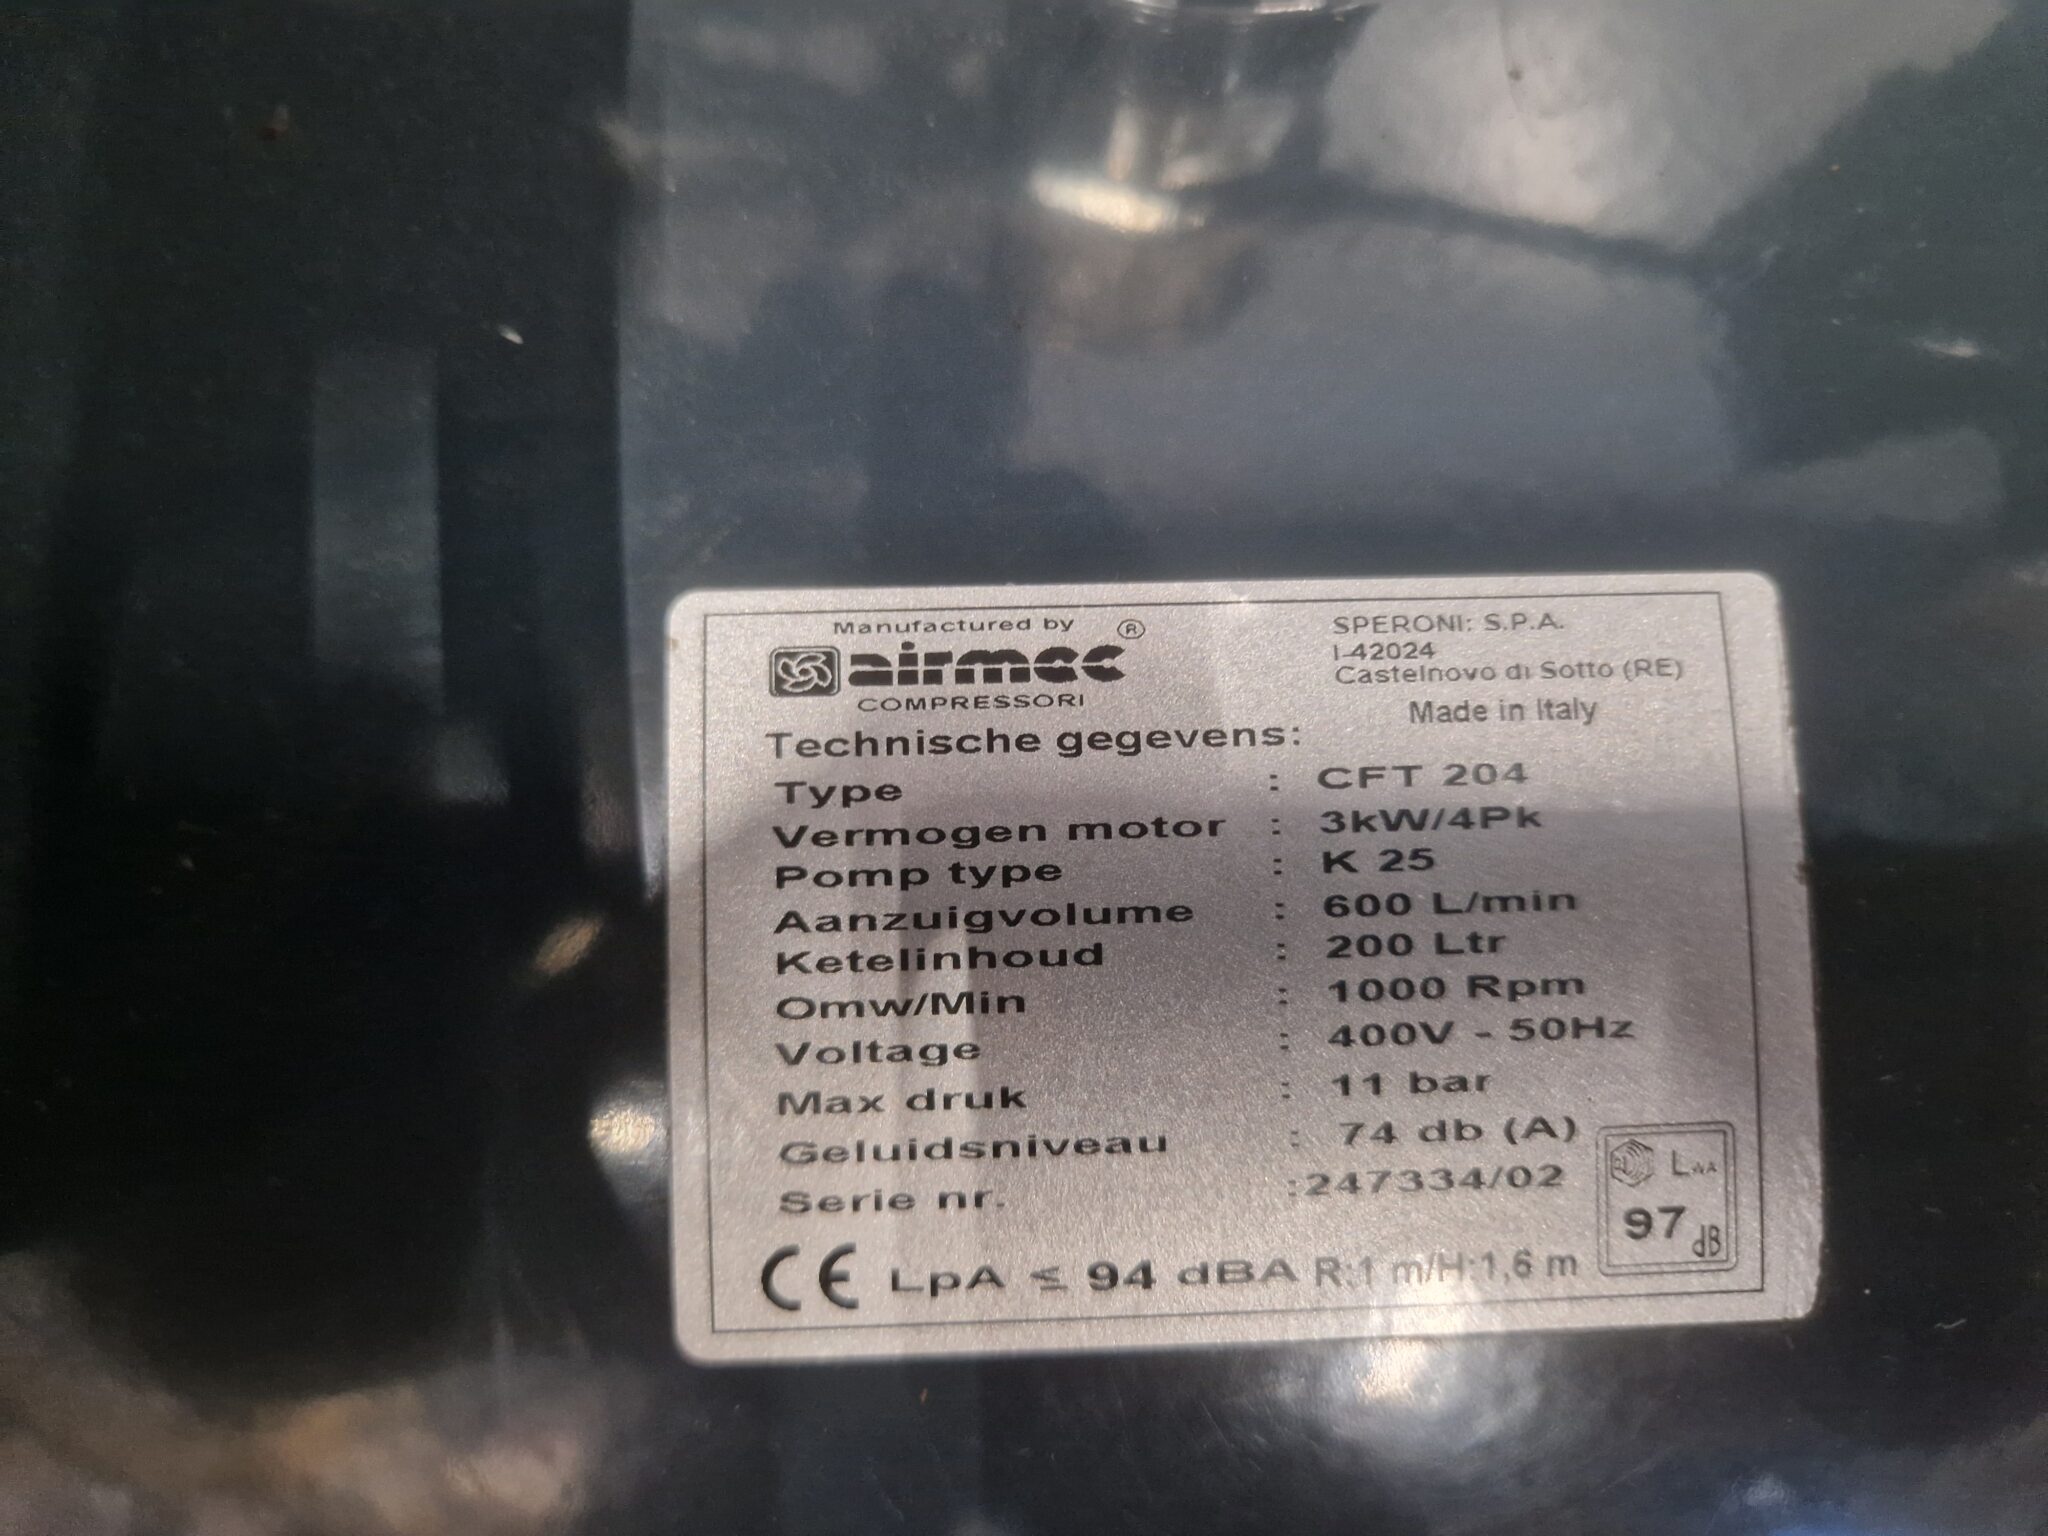 Manufactured by
airmec ®
COMPRESSORI
SPERONI: S.P.A.
I-42024
Castelnovo di Sotto (RE)
Made in Italy
Technische gegevens:
Type : CFT 204
Vermogen motor : 3kW/4Pk
Pomp type : K 25
Aanzuigvolume : 600 L/min
Ketelinhoud : 200 Ltr
Omw/Min : 1000 Rpm
Voltage : 400V - 50Hz
Max druk : 11 bar
Geluidsniveau : 74 db (A)
Serie nr. :247334/02
CE LpA ≤ 94 dBA R:1 m/H:1,6 m
LWA
97 dB